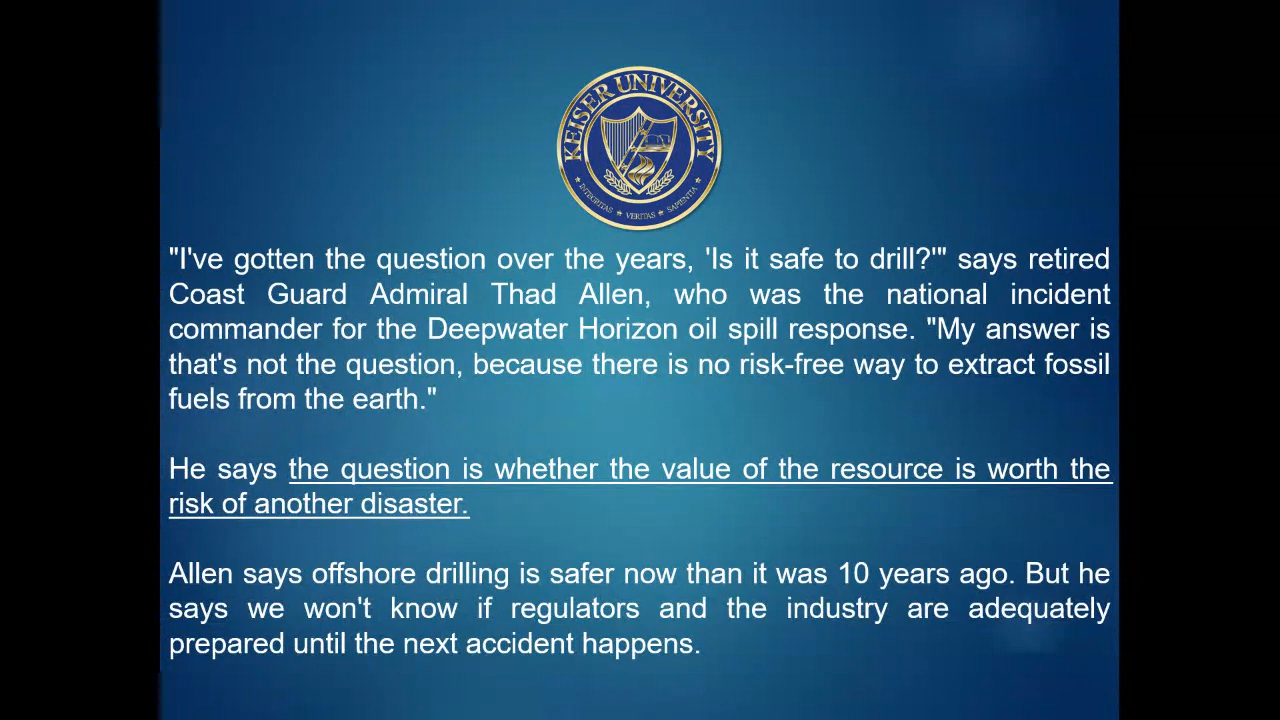 KEISER UNIVERSITY
INTEGRITAS ★ VERITAS ★ SAPIENTIA
"I've gotten the question over the years, 'Is it safe to drill?'" says retired
Coast Guard Admiral Thad Allen, who was the national incident
commander for the Deepwater Horizon oil spill response. "My answer is
that's not the question, because there is no risk-free way to extract fossil
fuels from the earth."
He says the question is whether the value of the resource is worth the
risk of another disaster.
Allen says offshore drilling is safer now than it was 10 years ago. But he
says we won't know if regulators and the industry are adequately
prepared until the next accident happens.